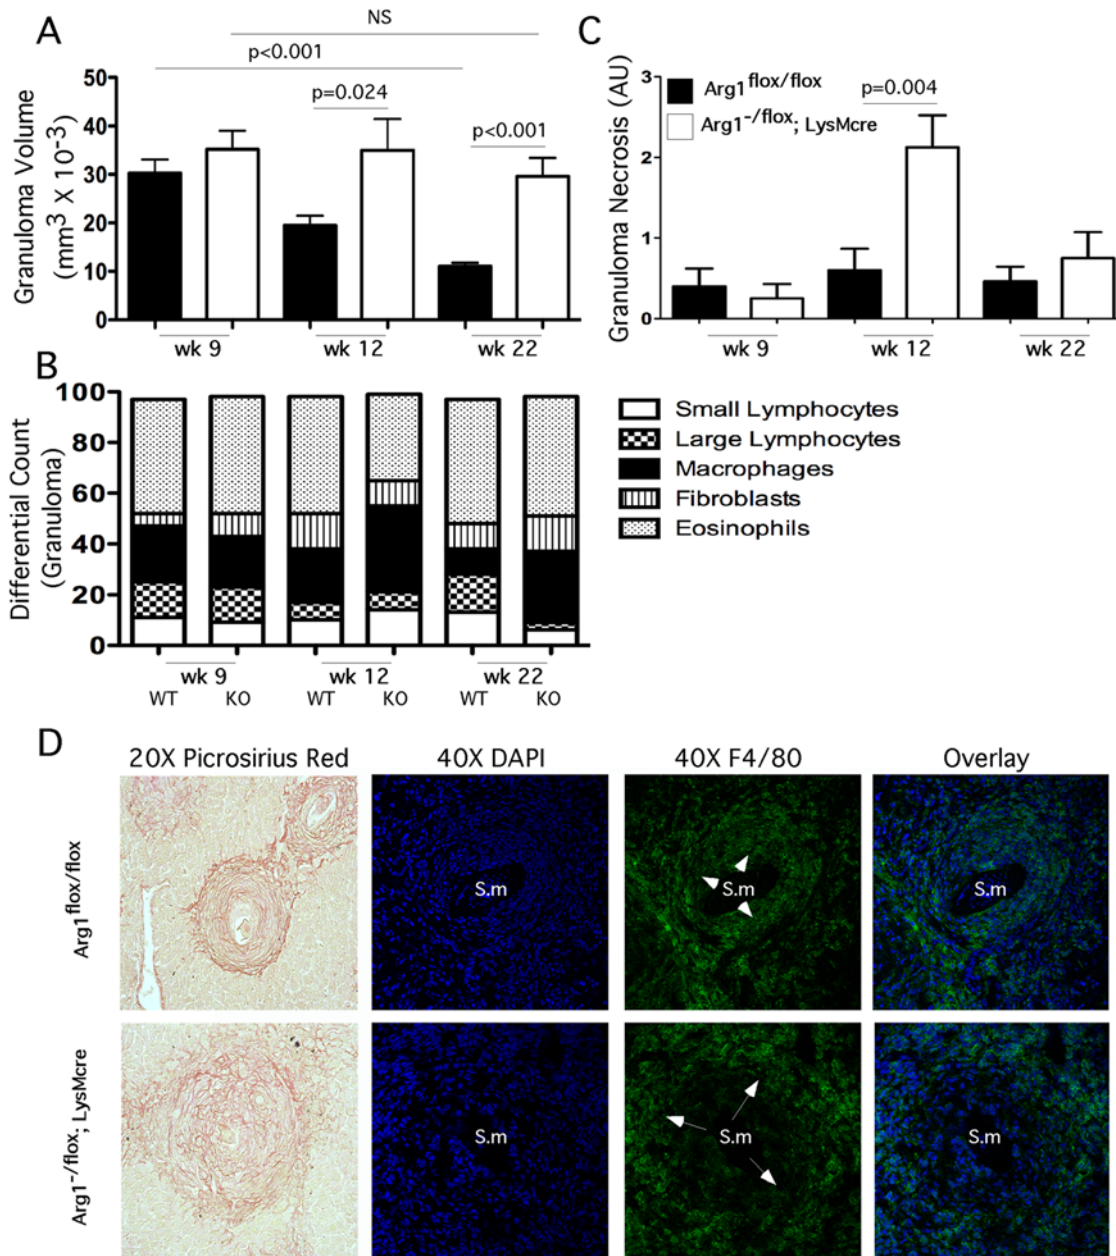 A
NS
p<0.001
p=0.024
p<0.001
50
40
30
20
10
0
Granuloma Volume
(mm3 X 10-3)
wk 9
wk 12
wk 22
C
3
2
1
0
Granuloma Necrosis (AU)
Arg1flox/flox
Arg1-/flox; LysMcre
p=0.004
wk 9
wk 12
wk 22
B
100
80
60
40
20
0
Differential Count
(Granuloma)
wk 9
wk 12
wk 22
WT
KO
WT
KO
WT
KO
Small Lymphocytes
Large Lymphocytes
Macrophages
Fibroblasts
Eosinophils
D
20X Picrosirius Red
40X DAPI
40X F4/80
Overlay
Arg1flox/flox
S.m
S.m
S.m
Arg1-/flox; LysMcre
S.m
S.m
S.m